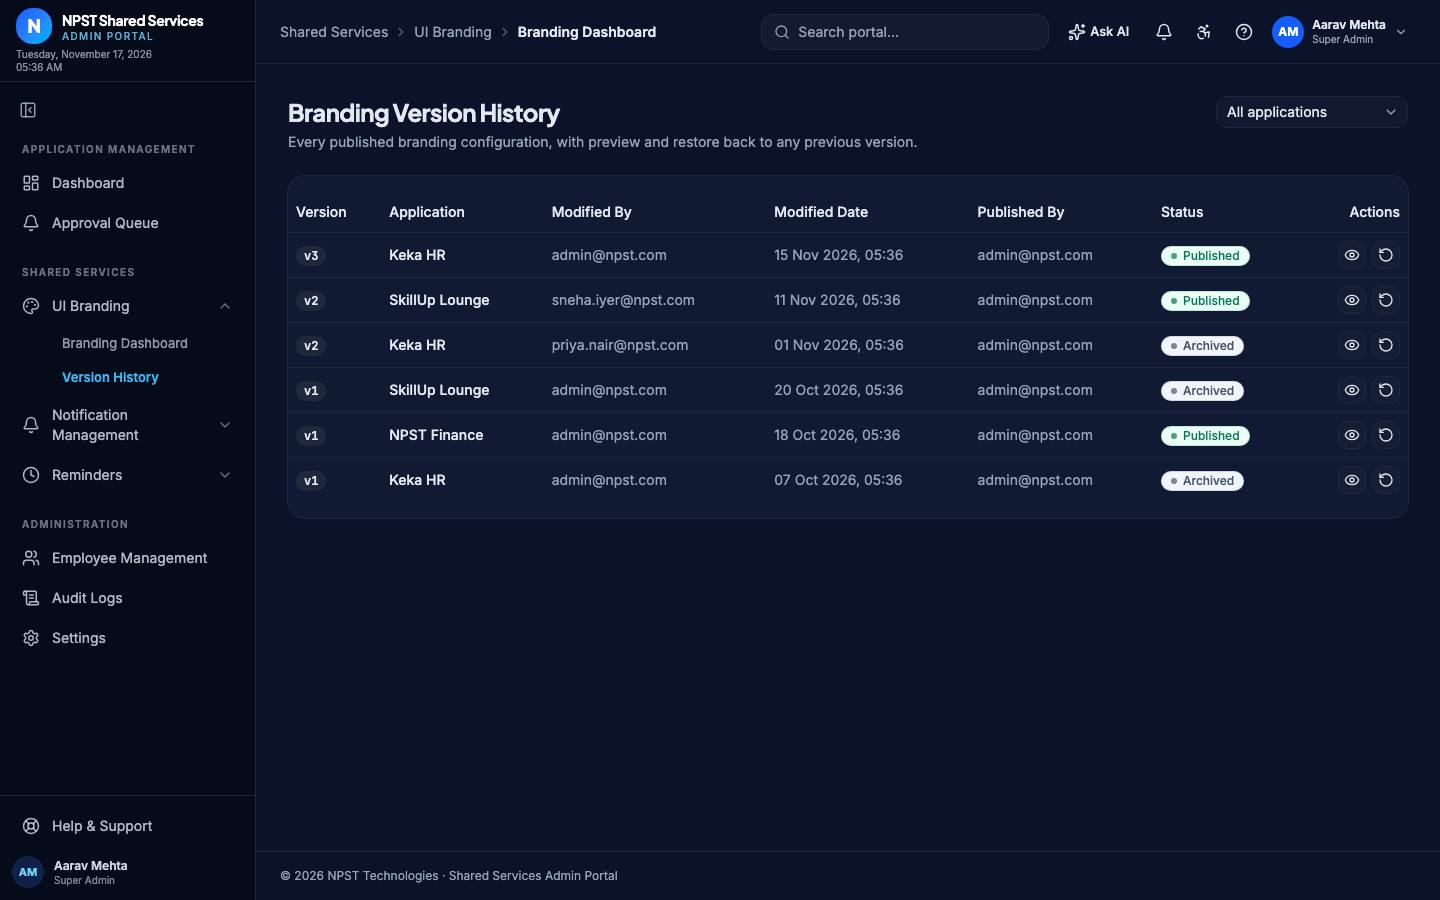 N
NPST Shared Services
ADMIN PORTAL
Tuesday, November 17, 2026
05:36 AM
APPLICATION MANAGEMENT
Dashboard
Approval Queue
SHARED SERVICES
UI Branding
Branding Dashboard
Version History
Notification
Management
Reminders
ADMINISTRATION
Employee Management
Audit Logs
Settings
Help & Support
AM
Aarav Mehta
Super Admin
Shared Services > UI Branding > Branding Dashboard
Search portal...
Ask AI
AM
Aarav Mehta
Super Admin
Branding Version History
Every published branding configuration, with preview and restore back to any previous version.
All applications
Version Application Modified By Modified Date Published By Status Actions
v3 Keka HR admin@npst.com 15 Nov 2026, 05:36 admin@npst.com Published
v2 SkillUp Lounge sneha.iyer@npst.com 11 Nov 2026, 05:36 admin@npst.com Published
v2 Keka HR priya.nair@npst.com 01 Nov 2026, 05:36 admin@npst.com Archived
v1 SkillUp Lounge admin@npst.com 20 Oct 2026, 05:36 admin@npst.com Archived
v1 NPST Finance admin@npst.com 18 Oct 2026, 05:36 admin@npst.com Published
v1 Keka HR admin@npst.com 07 Oct 2026, 05:36 admin@npst.com Archived
© 2026 NPST Technologies · Shared Services Admin Portal